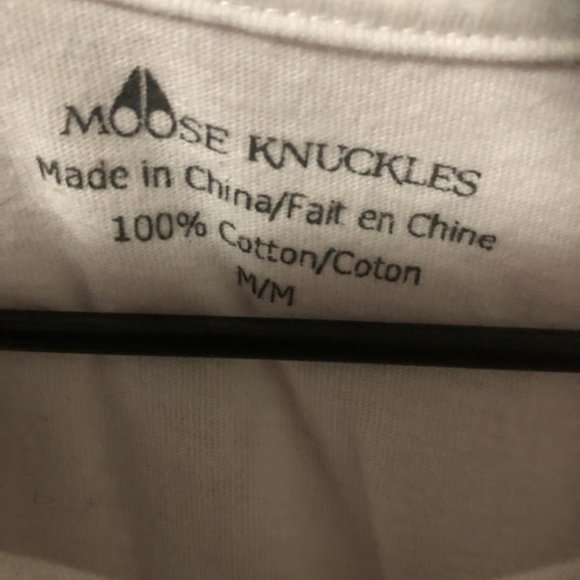 MOOSE KNUCKLES
Made in China/Fait en Chine
100% Cotton/Coton
M/M